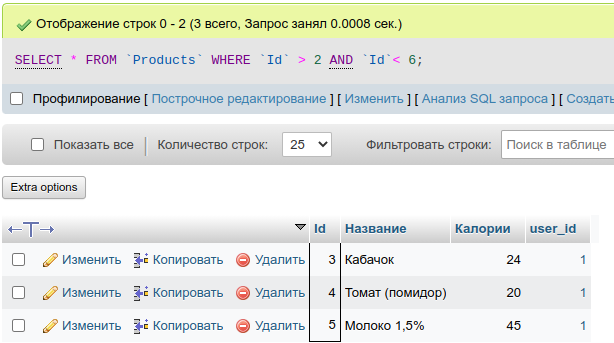 Отображение строк 0 - 2 (3 всего, Запрос занял 0.0008 сек.)
SELECT * FROM `Products` WHERE `Id` > 2 AND `Id`< 6;
Профилирование [ Построчное редактирование ] [ Изменить ] [ Анализ SQL запроса ] [ Создать
Показать все Количество строк: 25 Фильтровать строки: Поиск в таблице
Extra options
←T→ Id Название Калории user_id
Изменить Копировать Удалить 3 Кабачок 24 1
Изменить Копировать Удалить 4 Томат (помидор) 20 1
Изменить Копировать Удалить 5 Молоко 1,5% 45 1